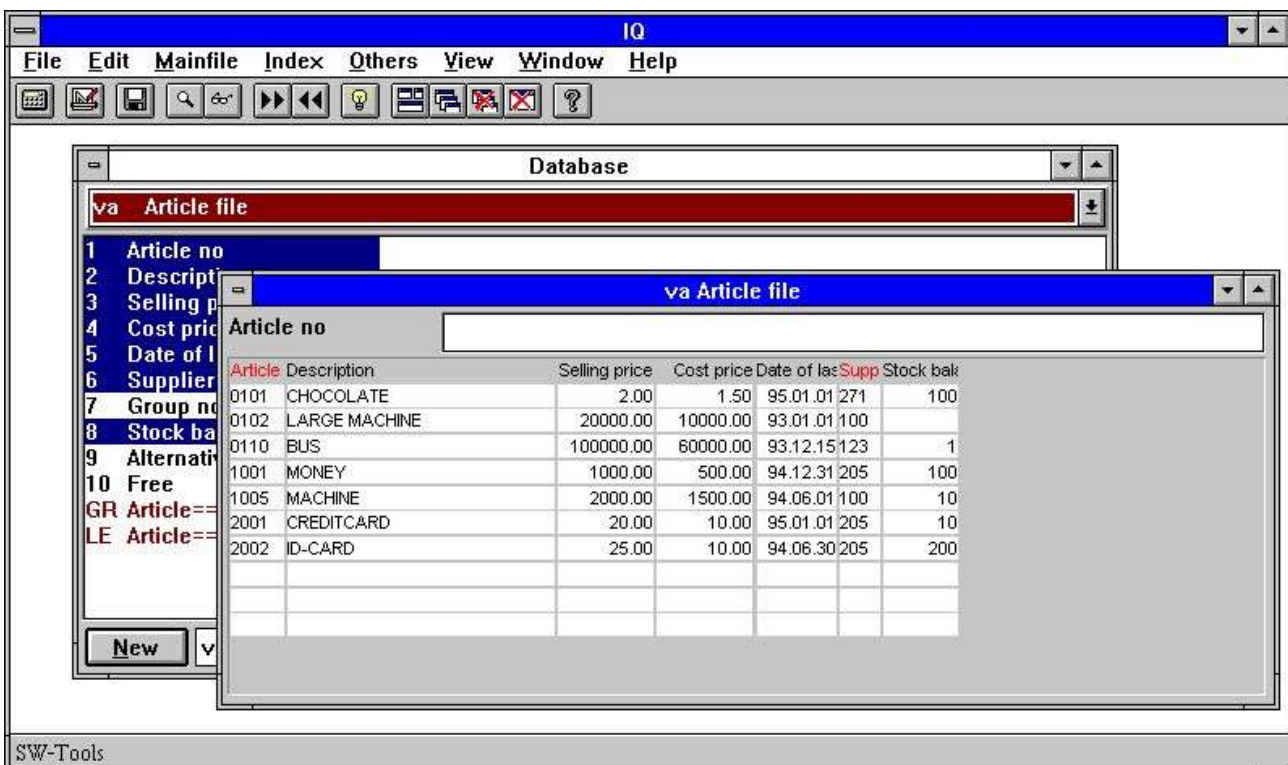 IQ
File Edit Mainfile Index Others View Window Help
Database
va Article file
1 Article no
2
3 Selling
4 Cost
5 Date of
6 Supplier
7 Group
8 Stock
9
10 Free
GR Article==
LE Article==
New
va Article file
Article no
Article Description Selling price Cost price Date of Supp Stock
0101 CHOCOLATE 2.00 1.50 95.01.01 271 100
0102 LARGE MACHINE 20000.00 10000.00 93.01.01 100
0110 BUS 100000.00 60000.00 93.12.15 123 1
1001 MONEY 1000.00 500.00 94.12.31 205 100
1005 MACHINE 2000.00 1500.00 94.06.01 100 10
2001 CREDITCARD 20.00 10.00 95.01.01 205 10
2002 ID-CARD 25.00 10.00 94.06.30 205 200
SW-Tools